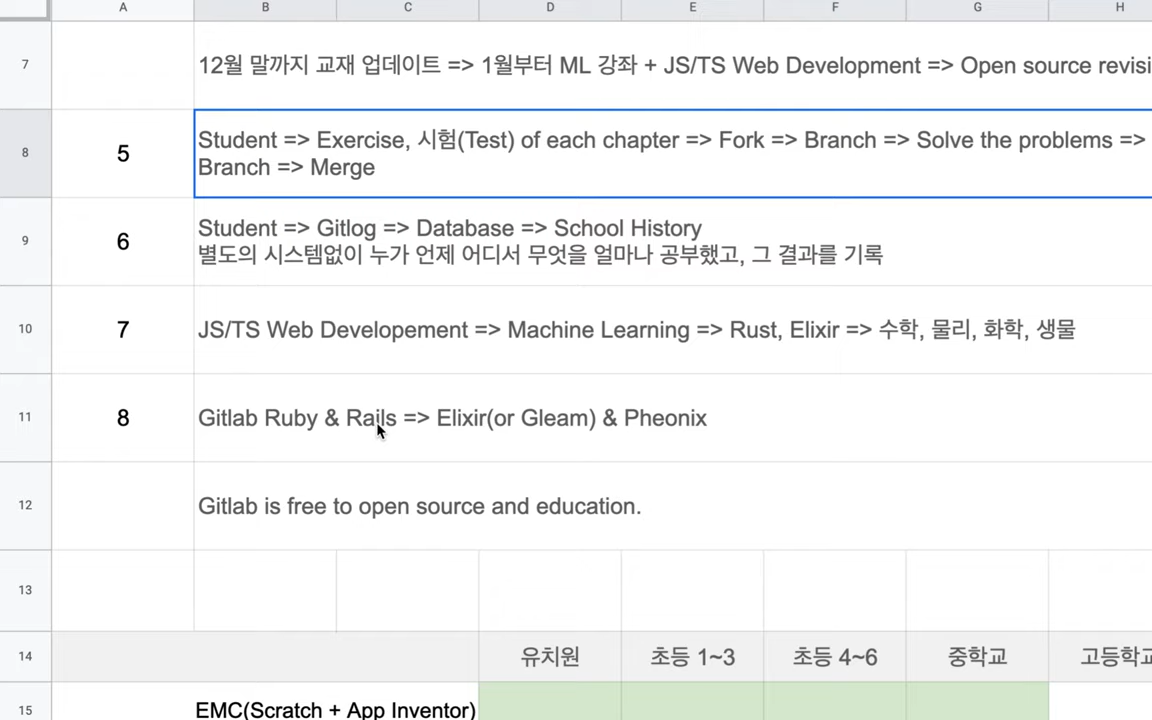 A B C D E F G H
7
12월 말까지 교재 업데이트 => 1월부터 ML 강좌 + JS/TS Web Development => Open source revisi
8 5
Student => Exercise, 시험(Test) of each chapter => Fork => Branch => Solve the problems =>
Branch => Merge
9 6
Student => Gitlog => Database => School History
별도의 시스템없이 누가 언제 어디서 무엇을 얼마나 공부했고, 그 결과를 기록
10 7
JS/TS Web Developement => Machine Learning => Rust, Elixir => 수학, 물리, 화학, 생물
11 8
Gitlab Ruby & Rails => Elixir(or Gleam) & Pheonix
12
Gitlab is free to open source and education.
13
14 유치원 초등 1~3 초등 4~6 중학교 고등학교
15 EMC(Scratch + App Inventor)